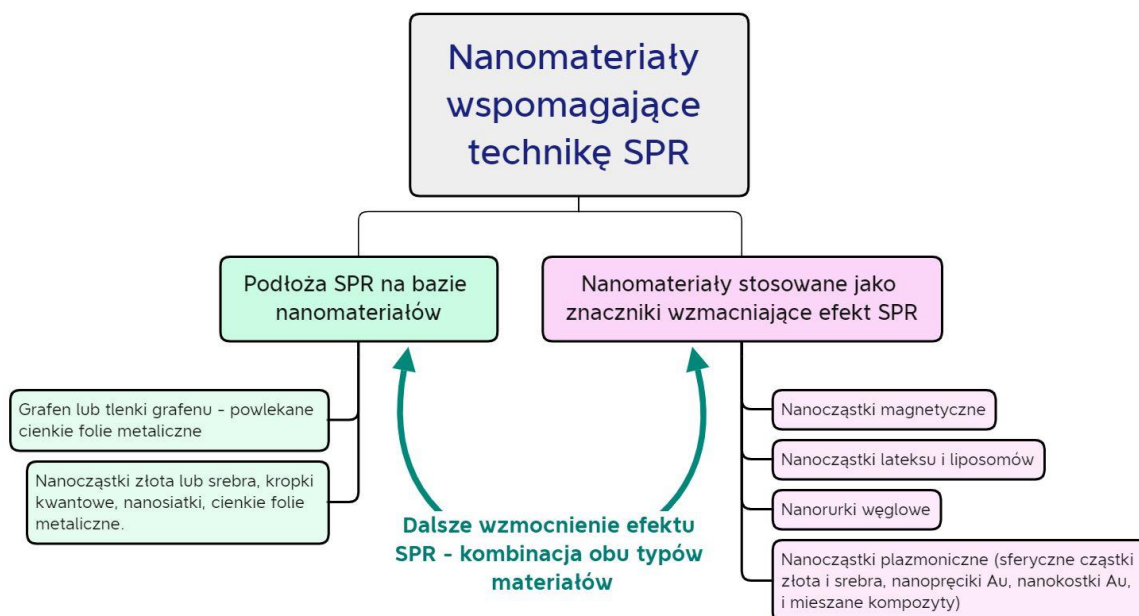 Nanomateriały
wspomagające
technikę SPR
Podłoża SPR na bazie
nanomateriałów
Nanomateriały stosowane jako
znaczniki wzmacniające efekt SPR
Grafen lub tlenki grafenu - powlekane
cienkie folie metaliczne
Nanocząstki złota lub srebra, kropki
kwantowe, nanosiatki, cienkie folie
metaliczne.
Dalsze wzmocnienie efektu
SPR - kombinacja obu typów
materiałów
Nanocząstki magnetyczne
Nanocząstki lateksu i liposomów
Nanorurki węglowe
Nanocząstki plazmoniczne (sferyczne cząstki
złota i srebra, nanopręciki Au, nanokostki Au,
i mieszane kompozyty)